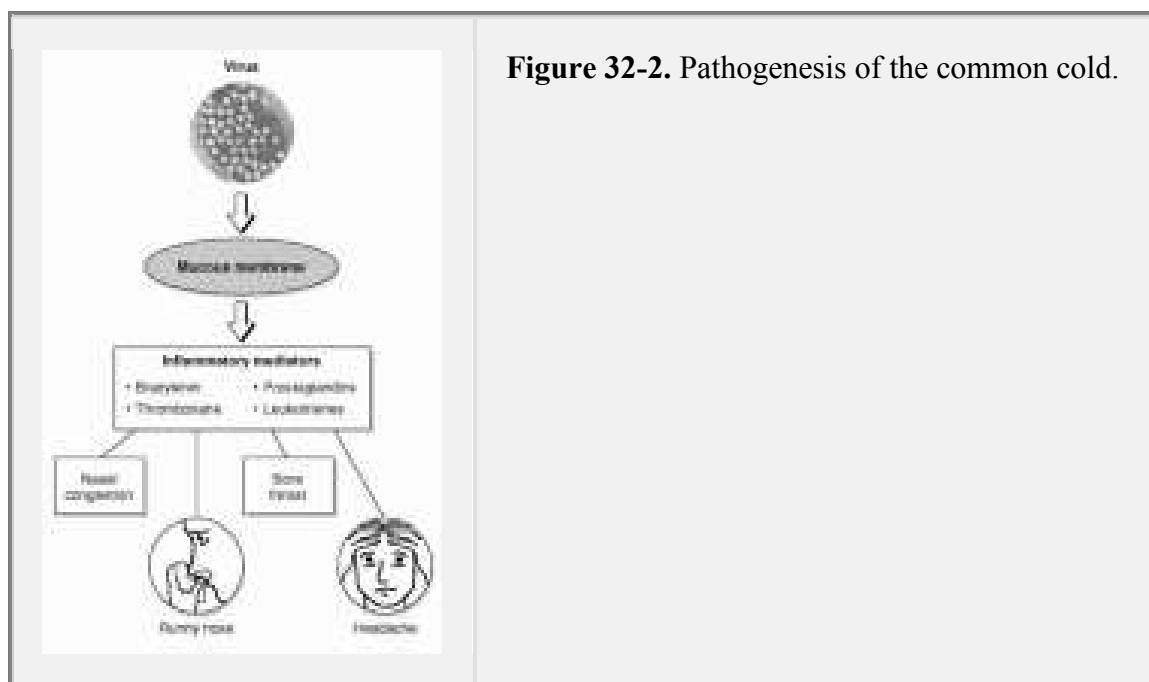 Virus
Mucous membrane
Inflammatory mediators
• Bradykinin • Prostaglandins
• Thromboxane • Leukotrienes
Nasal
congestion
Sore
throat
Runny nose
Headache
Figure 32-2. Pathogenesis of the common cold.